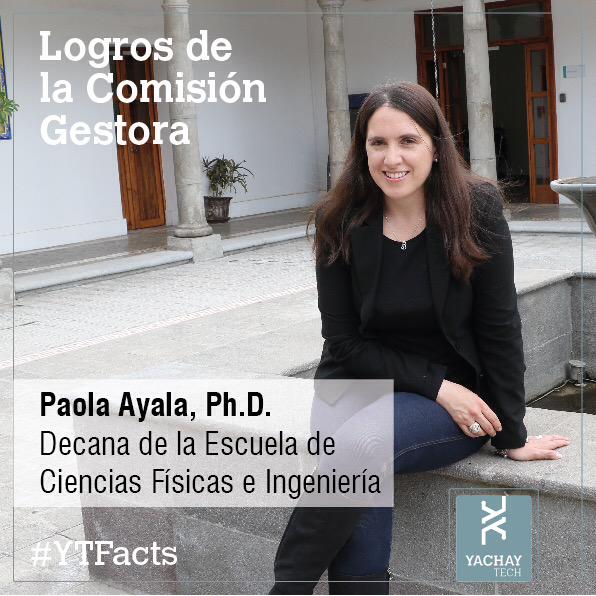 Logros de
la Comisión
Gestora
Paola Ayala, Ph.D.
Decana de la Escuela de
Ciencias Físicas e Ingeniería
#YTFacts
YACHAY
TECH